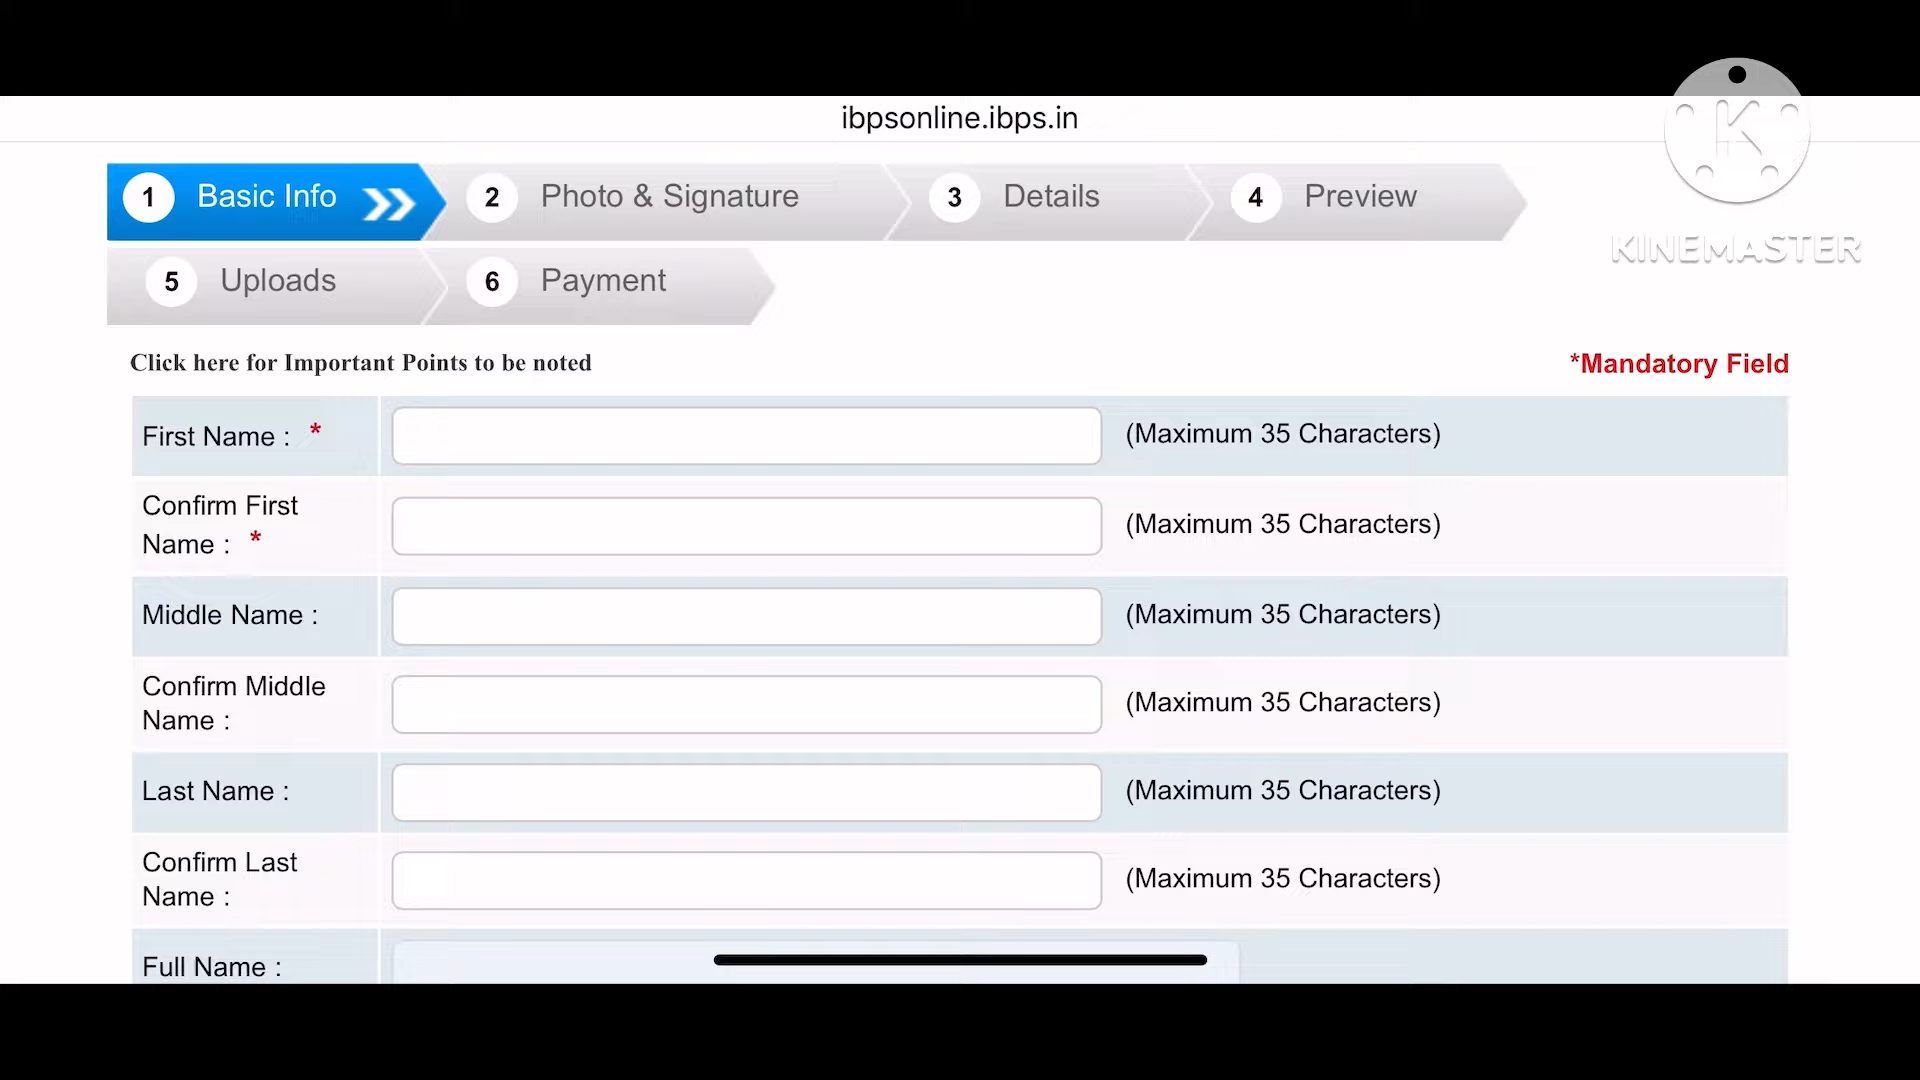 ibpsonline.ibps.in
K
KINEMASTER
1 Basic Info 2 Photo & Signature 3 Details 4 Preview
5 Uploads 6 Payment
Click here for Important Points to be noted *Mandatory Field
First Name : * (Maximum 35 Characters)
Confirm First
Name : * (Maximum 35 Characters)
Middle Name : (Maximum 35 Characters)
Confirm Middle
Name : (Maximum 35 Characters)
Last Name : (Maximum 35 Characters)
Confirm Last
Name : (Maximum 35 Characters)
Full Name :